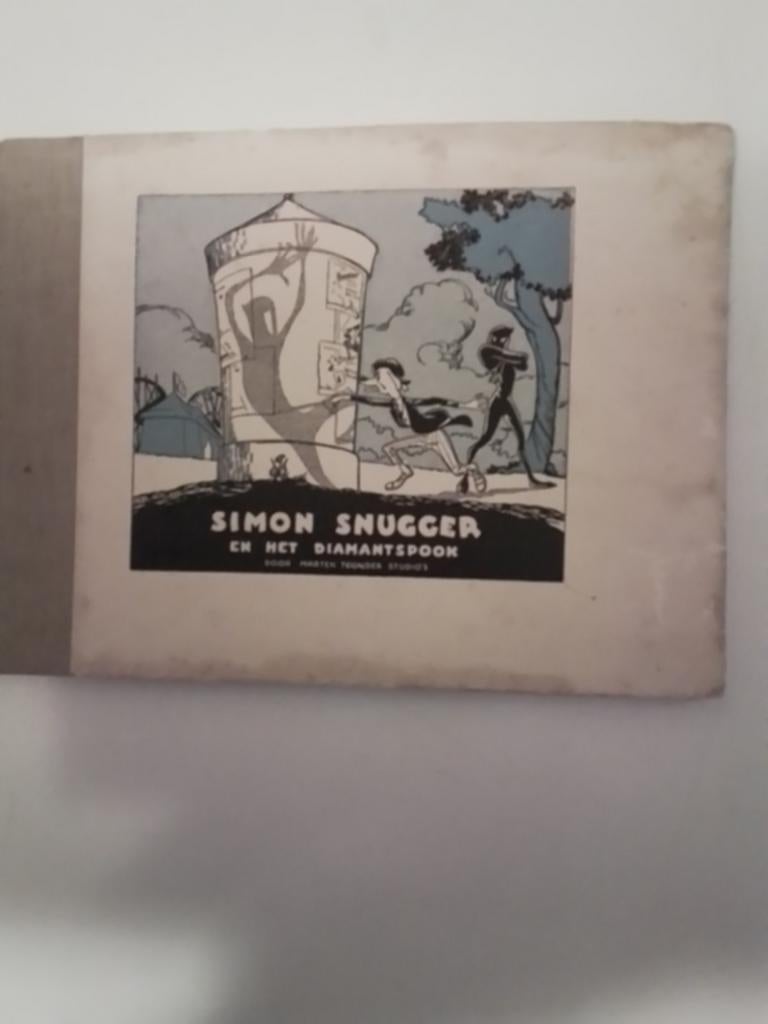 SIMON SNUGGER
EN HET DIAMANTSPOOK
DOOR MARTEN TOONDER STUDIO'S